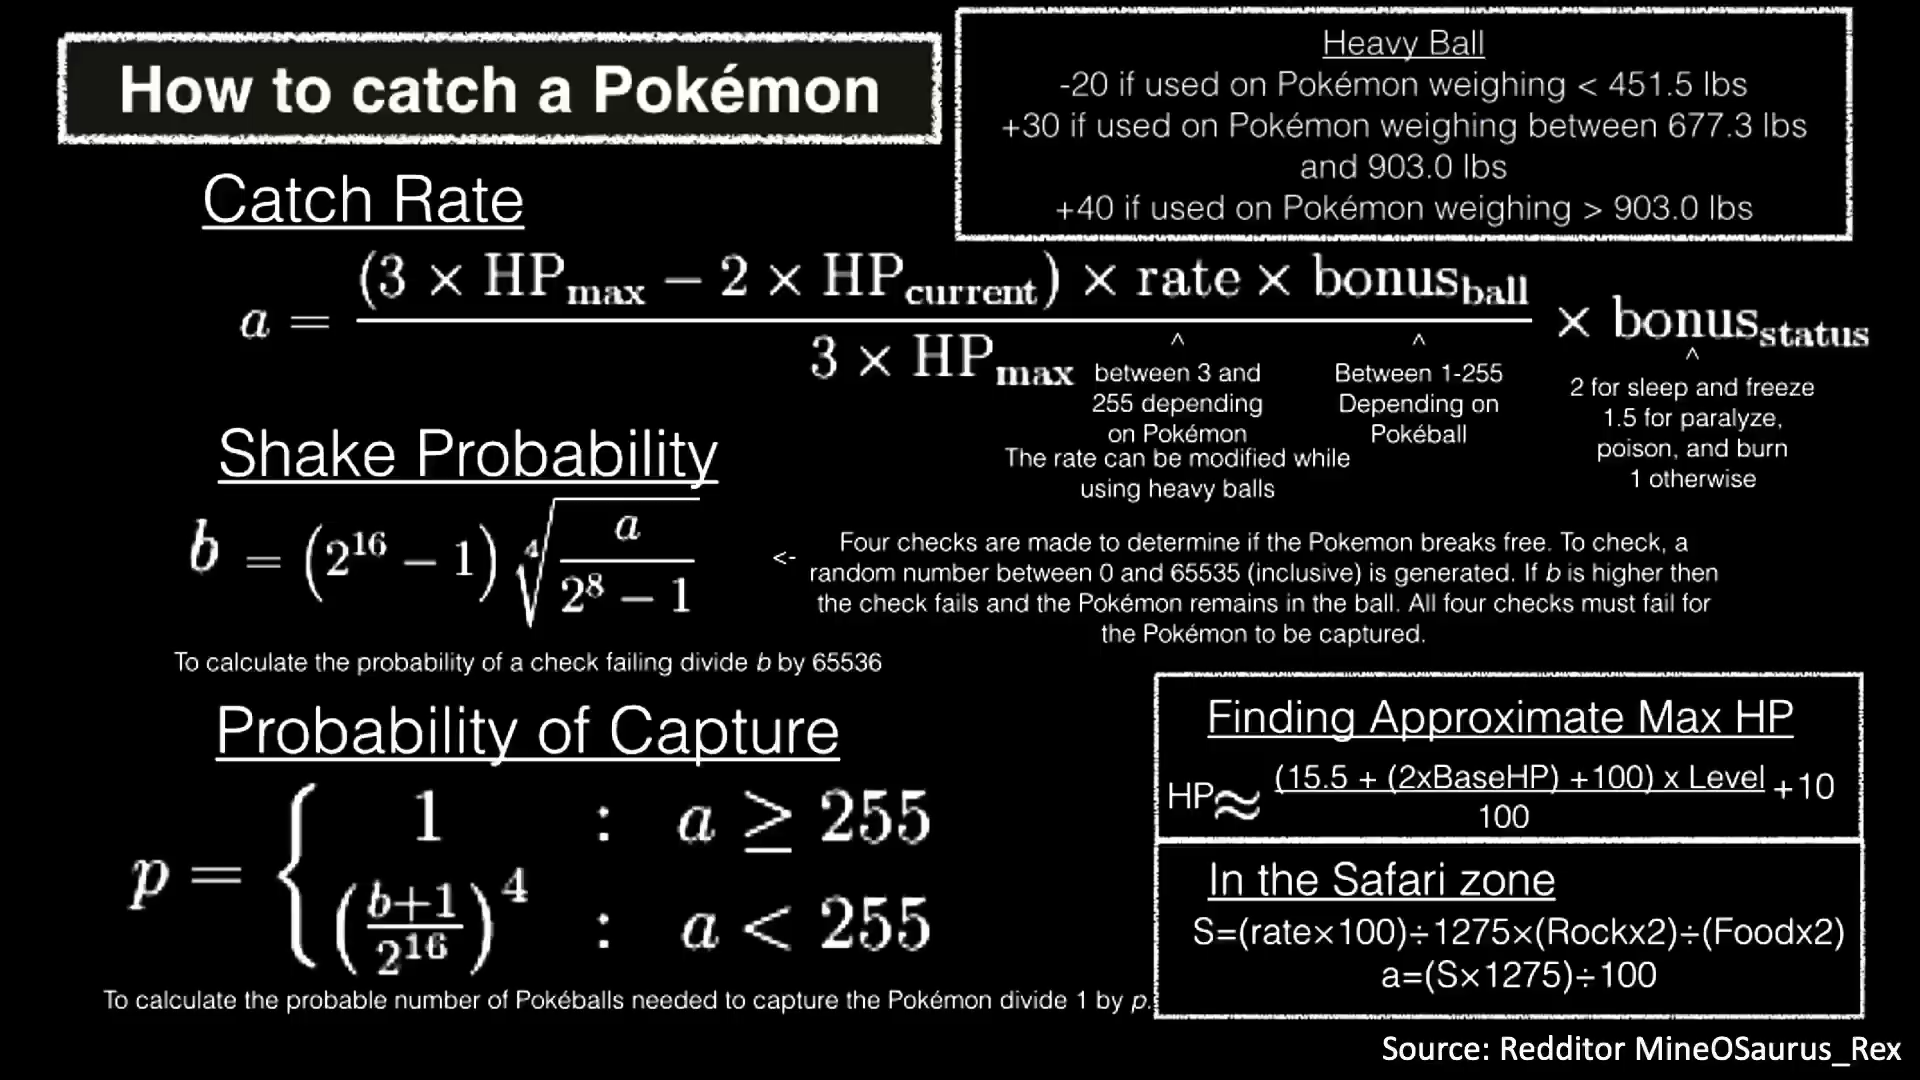 How to catch a Pokémon
Heavy Ball
-20 if used on Pokémon weighing < 451.5 lbs
+30 if used on Pokémon weighing between 677.3 lbs
and 903.0 lbs
+40 if used on Pokémon weighing > 903.0 lbs
Catch Rate
a = (3 × HPmax − 2 × HPcurrent) × rate × bonusball / 3 × HPmax × bonusstatus
^
between 3 and
255 depending
on Pokémon
The rate can be modified while
using heavy balls
^
Between 1-255
Depending on
Pokéball
^
2 for sleep and freeze
1.5 for paralyze,
poison, and burn
1 otherwise
Shake Probability
b = (2^16 − 1) ∜(a / 2^8 − 1)
<- Four checks are made to determine if the Pokemon breaks free. To check, a
random number between 0 and 65535 (inclusive) is generated. If b is higher then
the check fails and the Pokémon remains in the ball. All four checks must fail for
the Pokémon to be captured.
To calculate the probability of a check failing divide b by 65536
Probability of Capture
p = { 1 : a ≥ 255
(b+1 / 2^16)^4 : a < 255
To calculate the probable number of Pokéballs needed to capture the Pokémon divide 1 by p.
Finding Approximate Max HP
HP≈ (15.5 + (2xBaseHP) +100) x Level +10
100
In the Safari zone
S=(rate×100)÷1275×(Rockx2)÷(Foodx2)
a=(S×1275)÷100
Source: Redditor MineOSaurus_Rex